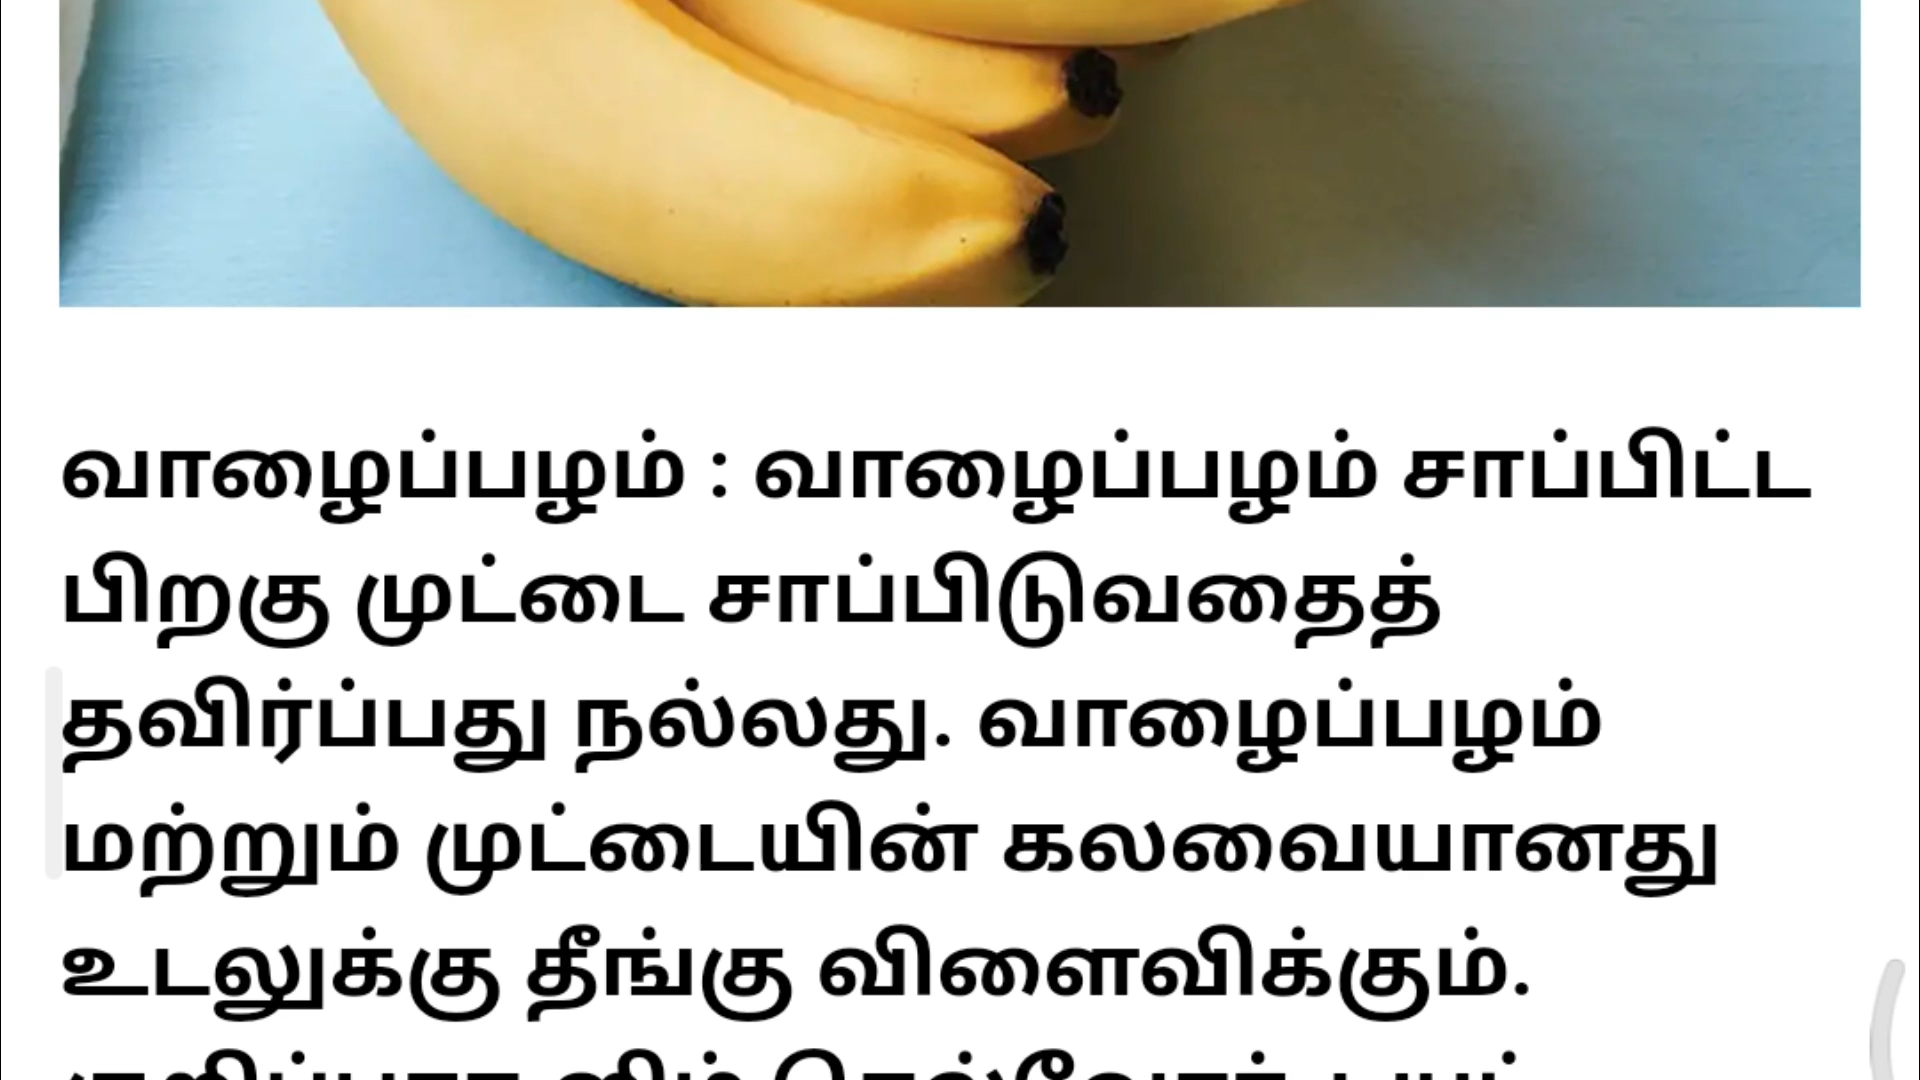 வாழைப்பழம் : வாழைப்பழம் சாப்பிட்ட
பிறகு முட்டை சாப்பிடுவதைத்
தவிர்ப்பது நல்லது. வாழைப்பழம்
மற்றும் முட்டையின் கலவையானது
உடலுக்கு தீங்கு விளைவிக்கும்.